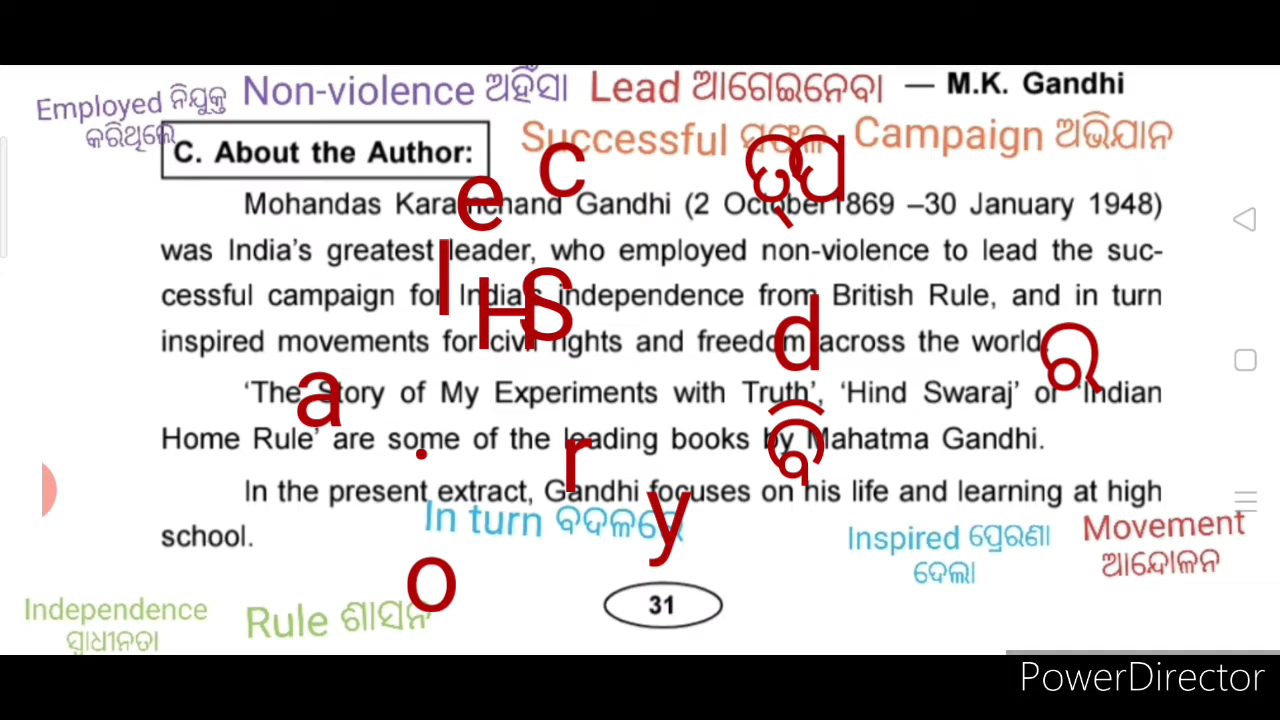 Employed ନିଯୁକ୍ତ
କରିଥିଲେ
Non-violence ଅହିଂସା
Lead ଆଗେଇନେବା
— M.K. Gandhi
Successful ସଫଳ
Campaign ଅଭିଯାନ
C. About the Author:
Mohandas Karamchand Gandhi (2 October 1869 –30 January 1948)
was India's greatest leader, who employed non-violence to lead the suc-
cessful campaign for India's independence from British Rule, and in turn
inspired movements for civil rights and freedom across the world.
'The Story of My Experiments with Truth', 'Hind Swaraj' or 'Indian
Home Rule' are some of the leading books by Mahatma Gandhi.
In the present extract, Gandhi focuses on his life and learning at high
school.
In turn ବଦଳରେ
Inspired ପ୍ରେରଣା
ଦେଲା
Movement
ଆନ୍ଦୋଳନ
Independence
ସ୍ୱାଧୀନତା
Rule ଶାସନ
31
PowerDirector